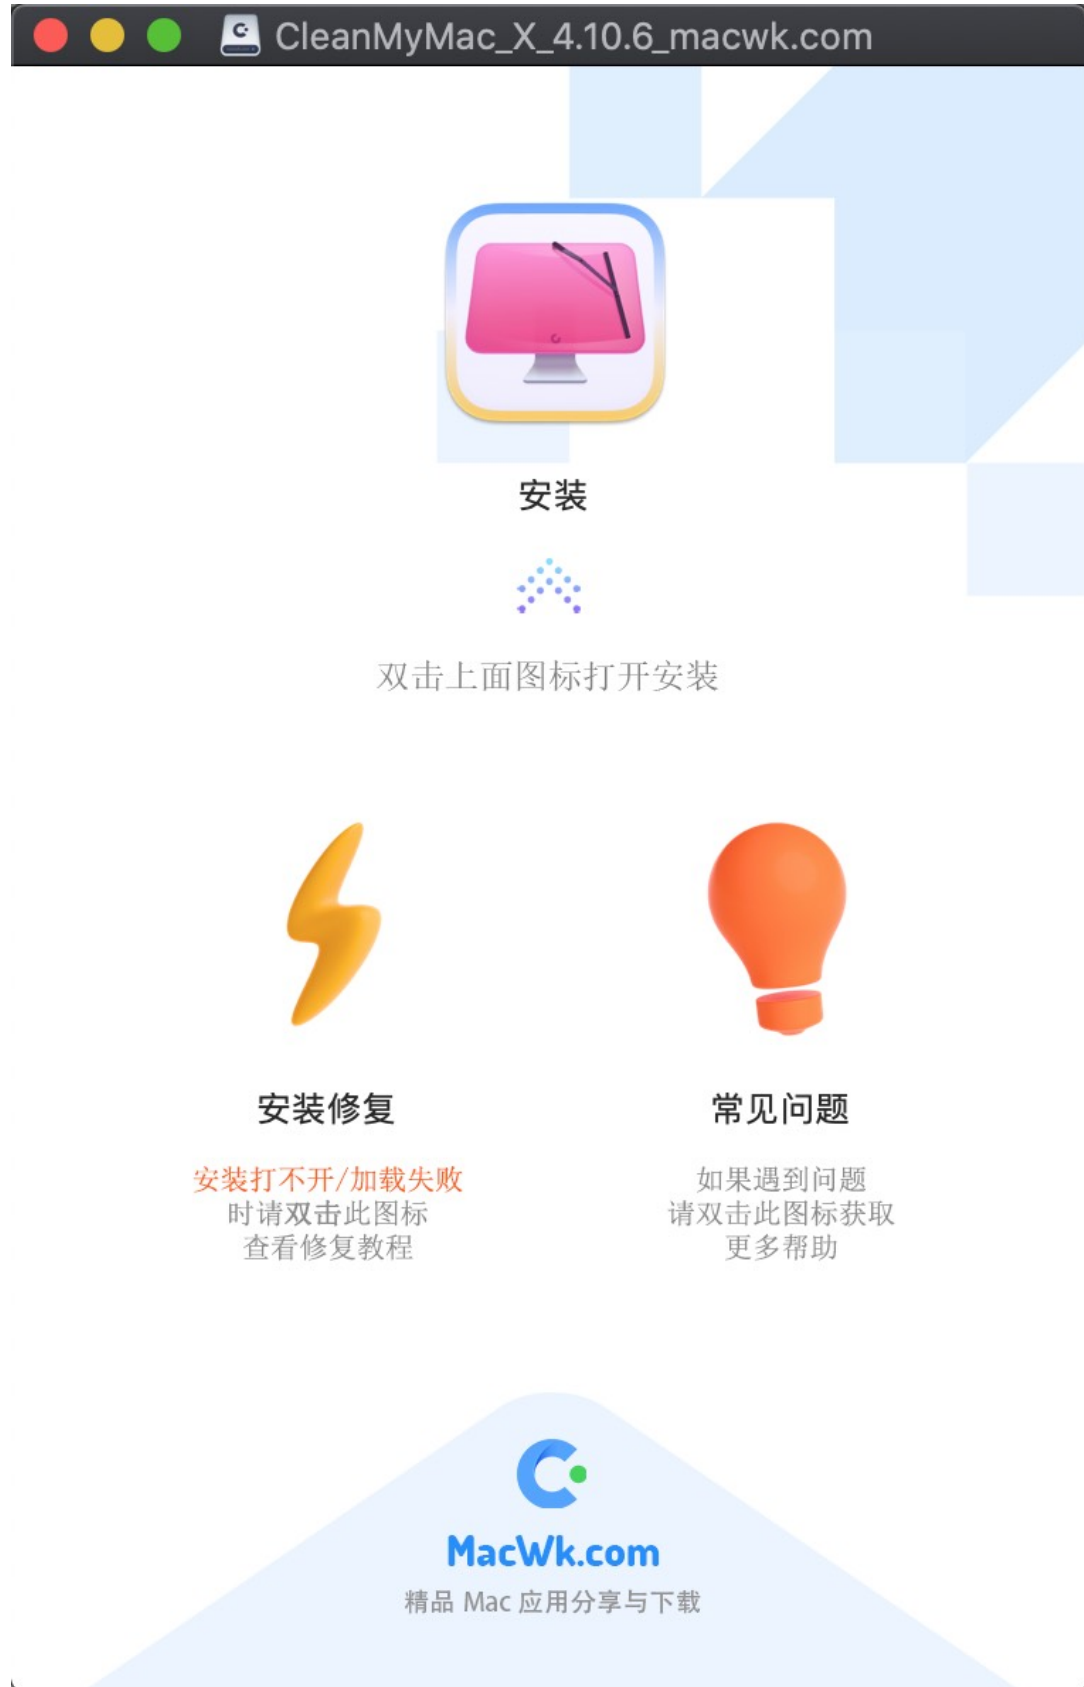 CleanMyMac_X_4.10.6_macwk.com
安装
双击上面图标打开安装
安装修复
安装打不开/加载失败
时请双击此图标
查看修复教程
常见问题
如果遇到问题
请双击此图标获取
更多帮助
MacWk.com
精品 Mac 应用分享与下载